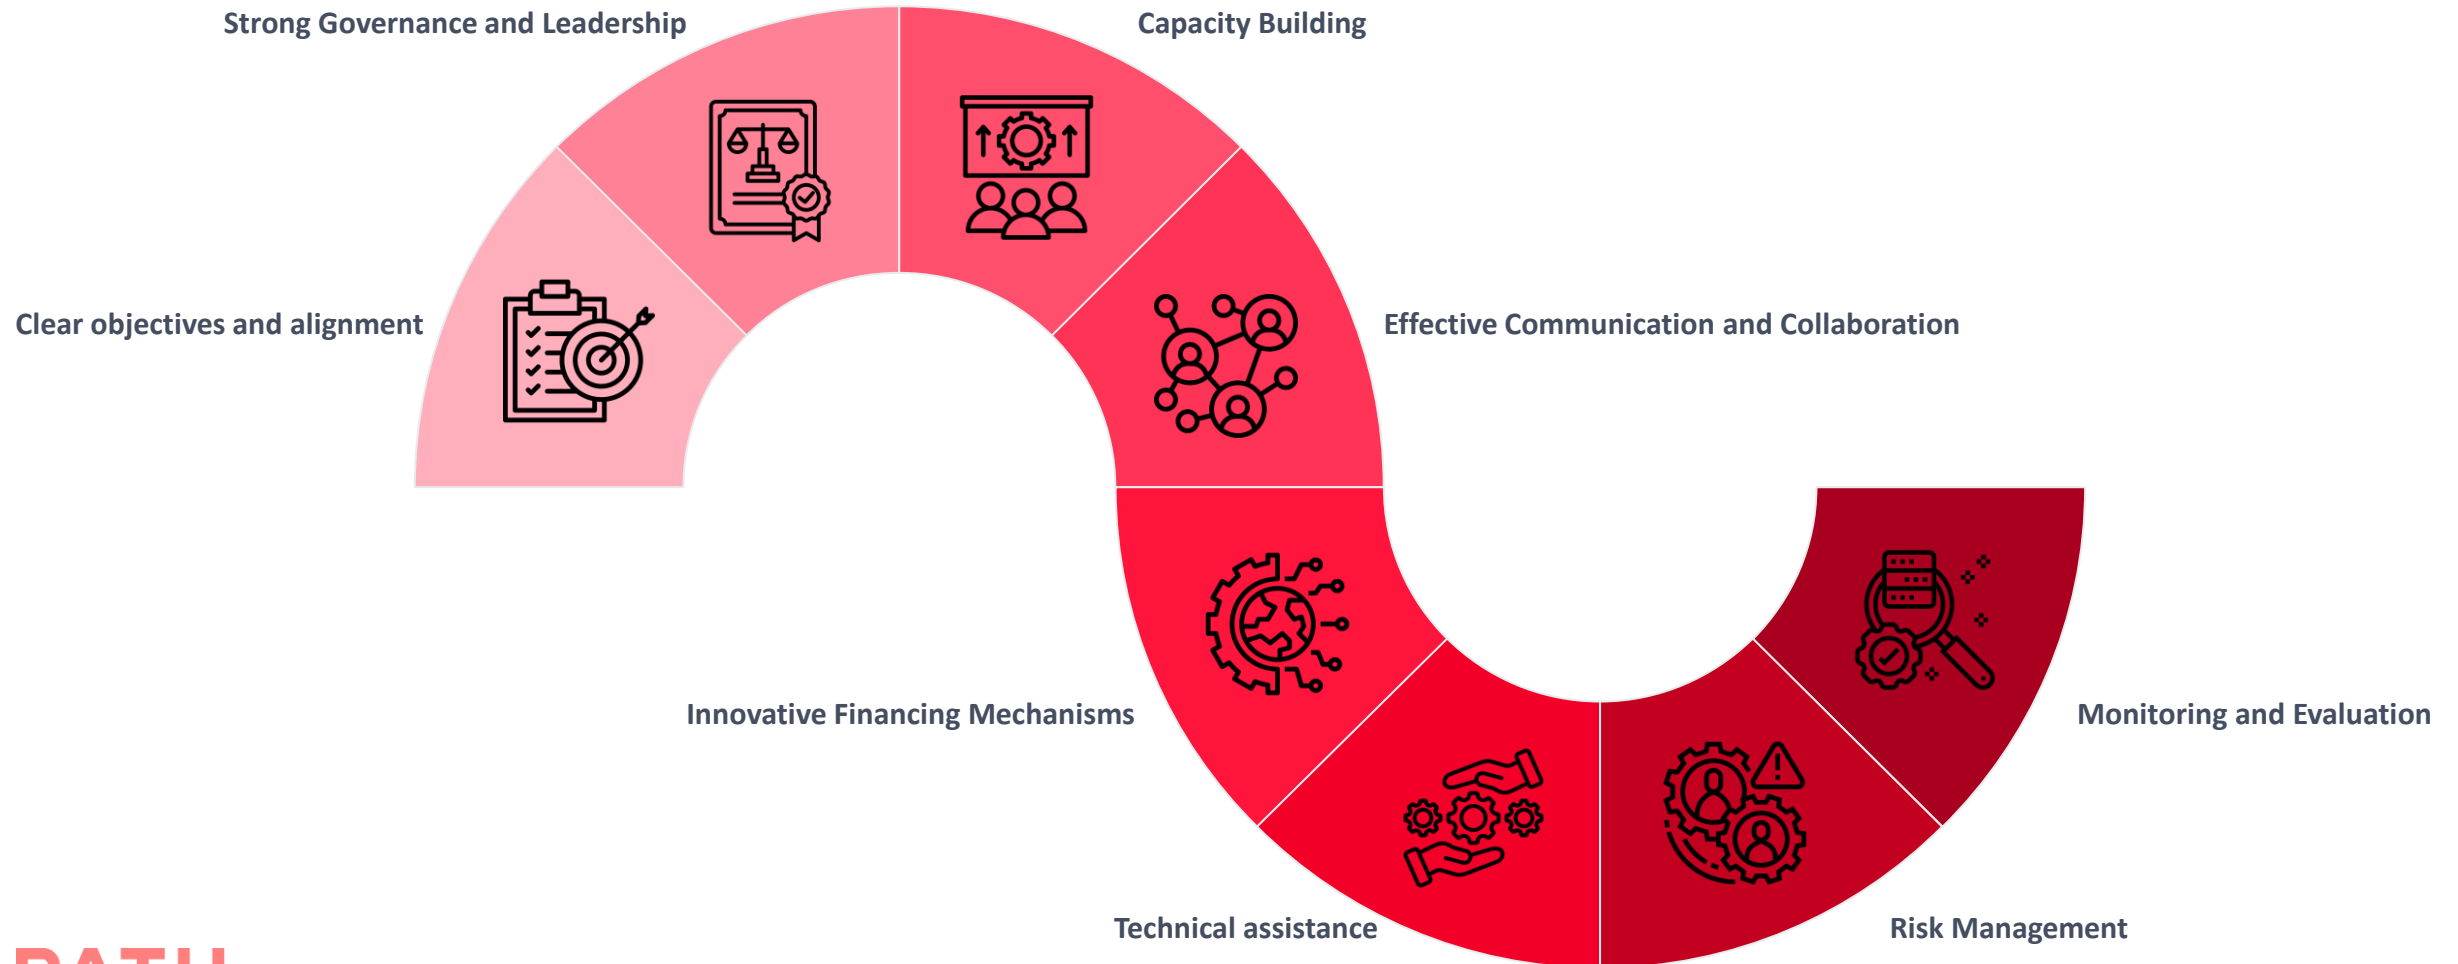 Strong Governance and Leadership
Capacity Building
Clear objectives and alignment
Effective Communication and Collaboration
Innovative Financing Mechanisms
Monitoring and Evaluation
Technical assistance
Risk Management
PATH